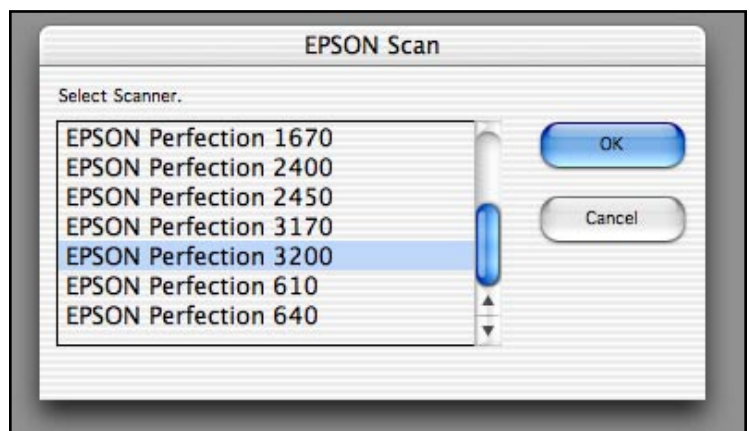 EPSON Scan
Select Scanner.
EPSON Perfection 1670
EPSON Perfection 2400
EPSON Perfection 2450
EPSON Perfection 3170
EPSON Perfection 3200
EPSON Perfection 610
EPSON Perfection 640
OK
Cancel